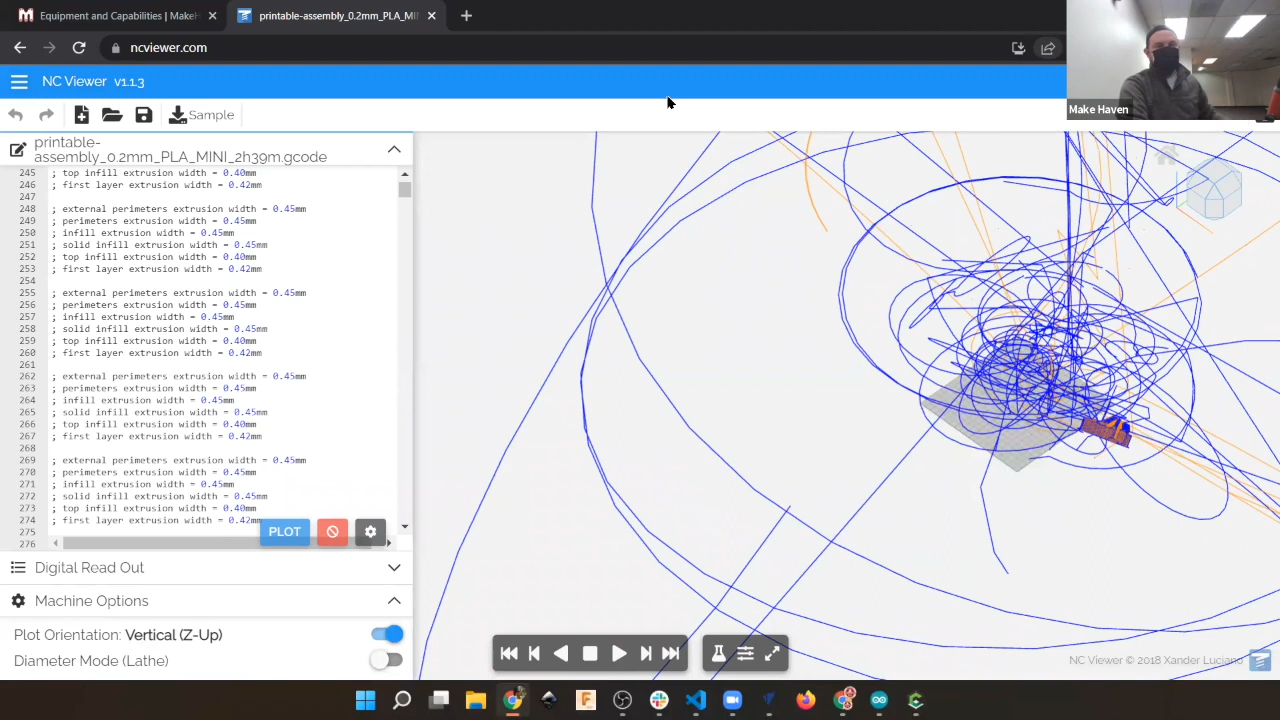 Equipment and Capabilities | MakeH
printable-assembly_0.2mm_PLA_MI
ncviewer.com
NC Viewer v1.1.3
Make Haven
Sample
printable-
assembly_0.2mm_PLA_MINI_2h39m.gcode
245 ; top infill extrusion width = 0.40mm
246 ; first layer extrusion width = 0.42mm
247
248 ; external perimeters extrusion width = 0.45mm
249 ; perimeters extrusion width = 0.45mm
250 ; infill extrusion width = 0.45mm
251 ; solid infill extrusion width = 0.45mm
252 ; top infill extrusion width = 0.40mm
253 ; first layer extrusion width = 0.42mm
254
255 ; external perimeters extrusion width = 0.45mm
256 ; perimeters extrusion width = 0.45mm
257 ; infill extrusion width = 0.45mm
258 ; solid infill extrusion width = 0.45mm
259 ; top infill extrusion width = 0.40mm
260 ; first layer extrusion width = 0.42mm
261
262 ; external perimeters extrusion width = 0.45mm
263 ; perimeters extrusion width = 0.45mm
264 ; infill extrusion width = 0.45mm
265 ; solid infill extrusion width = 0.45mm
266 ; top infill extrusion width = 0.40mm
267 ; first layer extrusion width = 0.42mm
268
269 ; external perimeters extrusion width = 0.45mm
270 ; perimeters extrusion width = 0.45mm
271 ; infill extrusion width = 0.45mm
272 ; solid infill extrusion width = 0.45mm
273 ; top infill extrusion width = 0.40mm
274 ; first layer extrusion width = 0.42mm
275
276
PLOT
Digital Read Out
Machine Options
Plot Orientation: Vertical (Z-Up)
Diameter Mode (Lathe)
NC Viewer © 2018 Xander Luciano